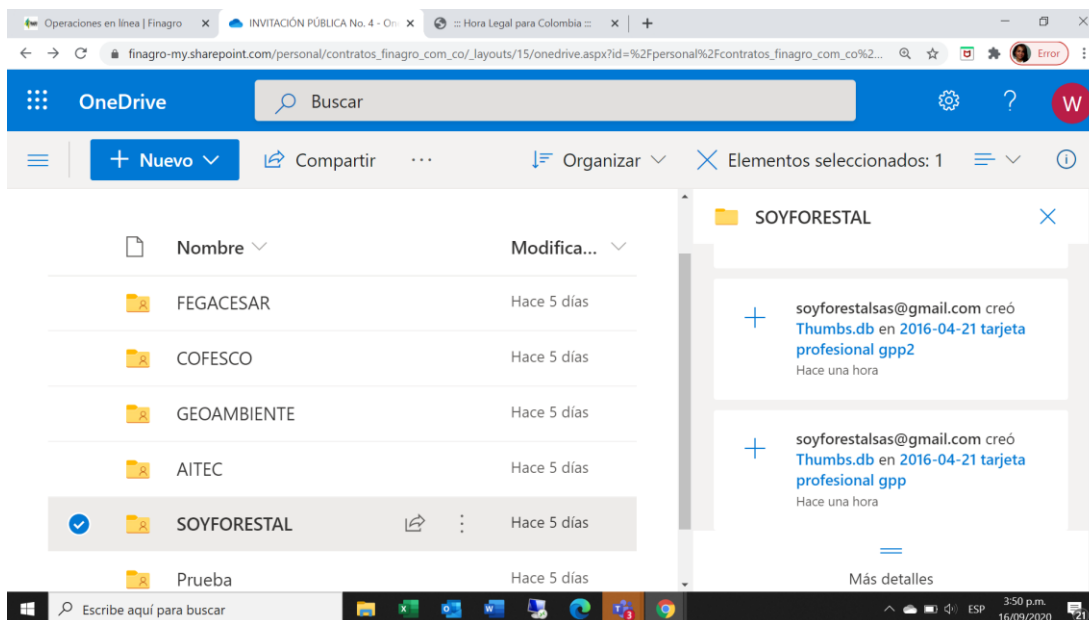 Operaciones en línea | Finagro
INVITACIÓN PÚBLICA No. 4 - On
::: Hora Legal para Colombia :::
finagro-my.sharepoint.com/personal/contratos_finagro_com_co/_layouts/15/onedrive.aspx?id=%2Fpersonal%2Fcontratos_finagro_com_co%2...
Error
OneDrive
Buscar
W
Nuevo
Compartir
...
Organizar
Elementos seleccionados: 1
Nombre
Modifica...
FEGACESAR
Hace 5 días
COFESCO
Hace 5 días
GEOAMBIENTE
Hace 5 días
AITEC
Hace 5 días
SOYFORESTAL
Hace 5 días
Prueba
Hace 5 días
SOYFORESTAL
soyforestalsas@gmail.com creó
Thumbs.db en 2016-04-21 tarjeta
profesional gpp2
Hace una hora
soyforestalsas@gmail.com creó
Thumbs.db en 2016-04-21 tarjeta
profesional gpp
Hace una hora
Más detalles
Escribe aquí para buscar
ESP
3:50 p.m.
16/09/2020
21